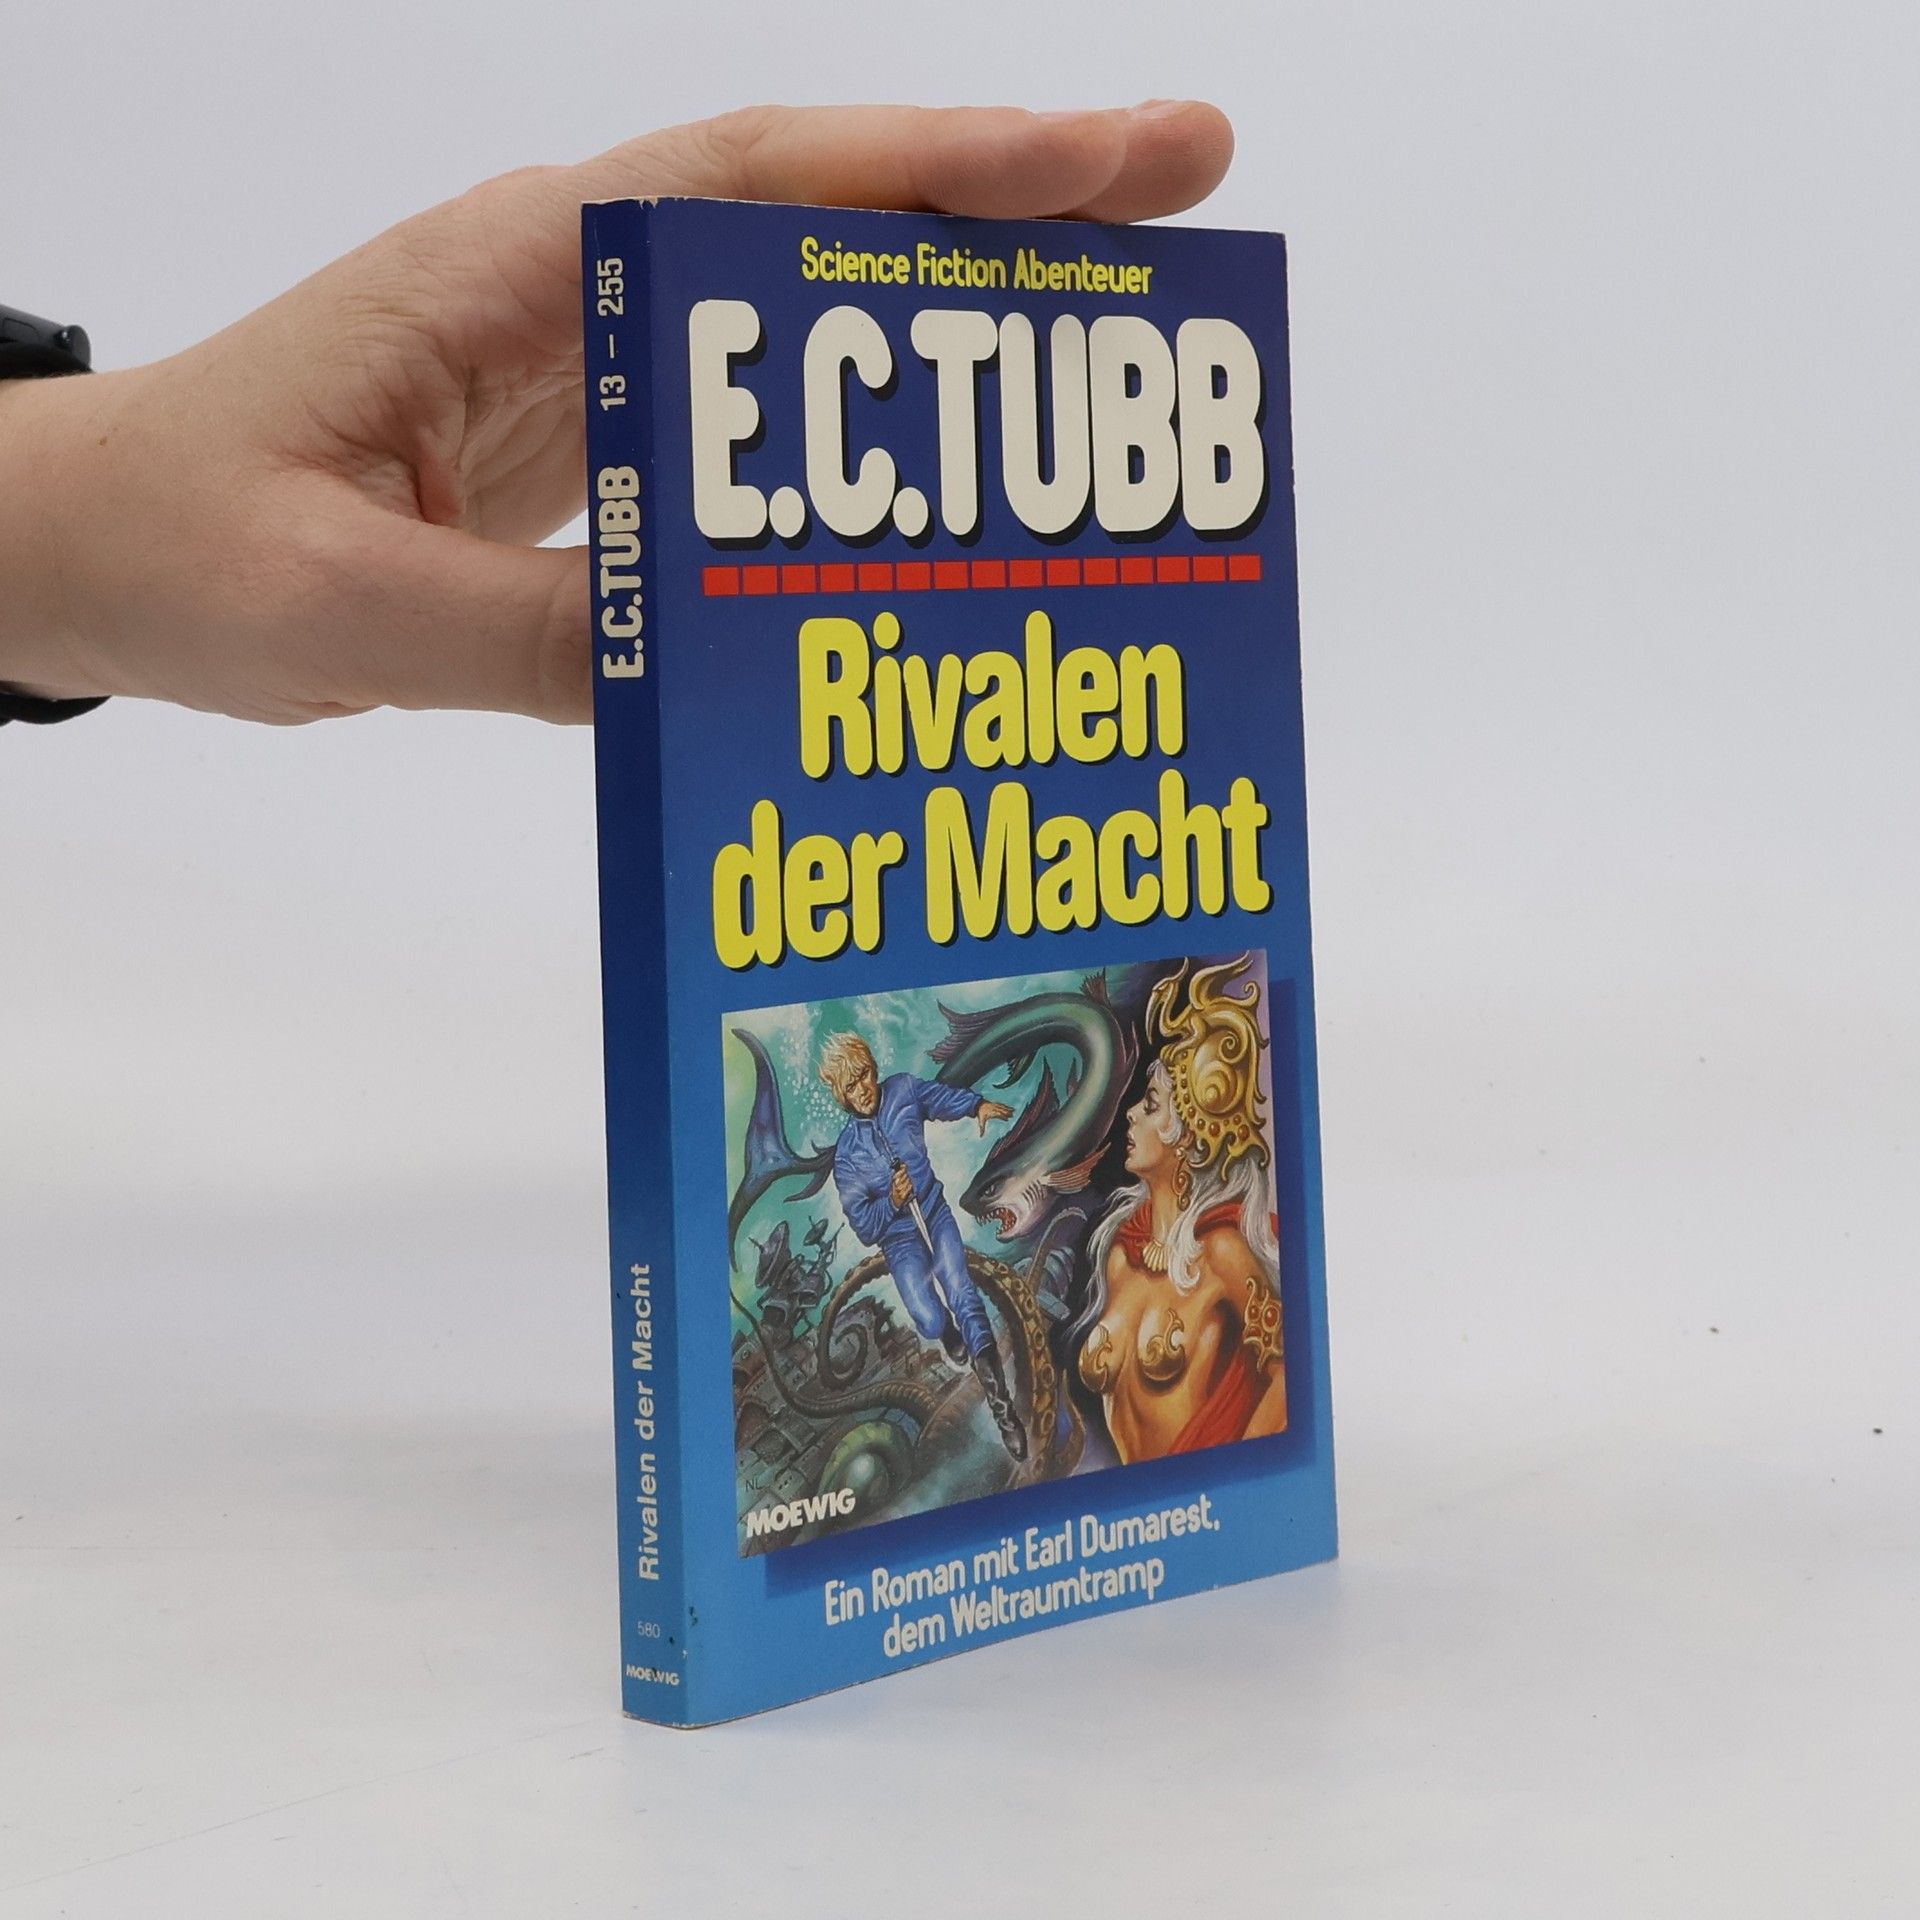 Science Fiction Abenteuer
E.C.TUBB
Rivalen
der Macht
NL
MOEWIG
Ein Roman mit Earl Dumarest,
dem Weltraumtramp
E.C.TUBB 13 – 255
Rivalen der Macht
580
MOEWIG